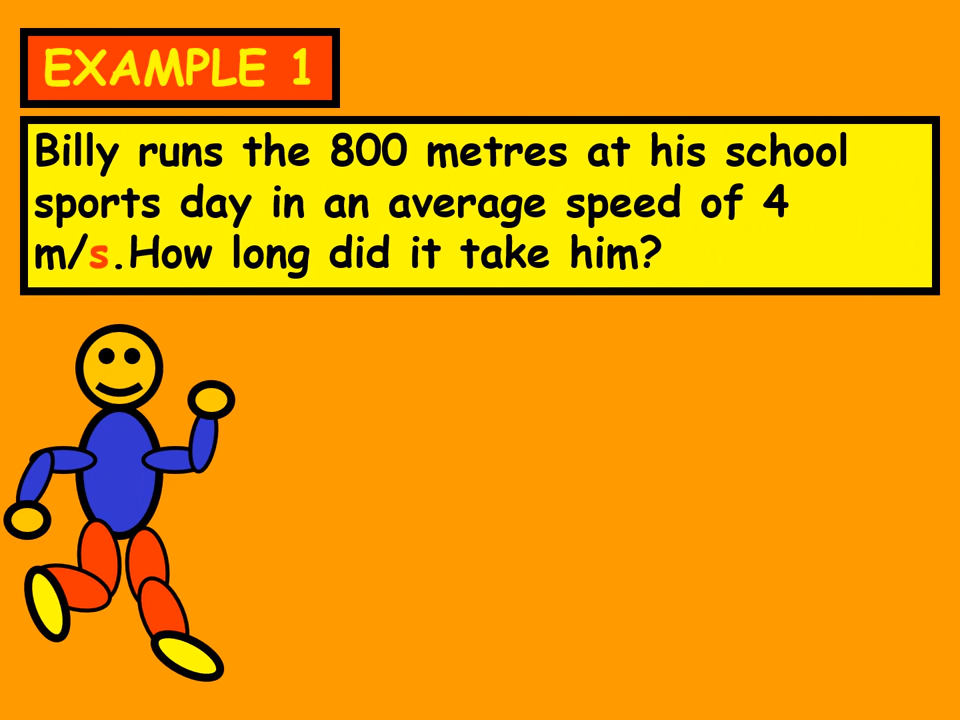 EXAMPLE 1
Billy runs the 800 metres at his school
sports day in an average speed of 4
m/s.How long did it take him?